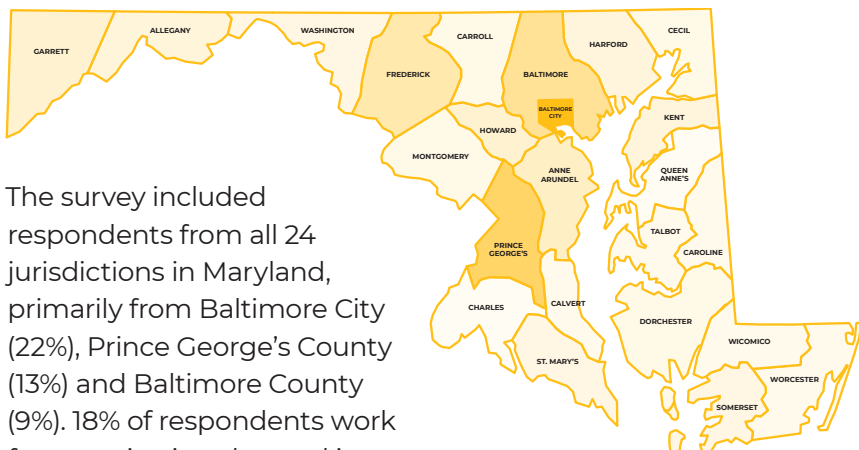 GARRETT
ALLEGANY
WASHINGTON
FREDERICK
CARROLL
BALTIMORE
BALTIMORE
CITY
HARFORD
CECIL
KENT
HOWARD
MONTGOMERY
ANNE
ARUNDEL
QUEEN
ANNE'S
TALBOT
CAROLINE
PRINCE
GEORGE'S
CHARLES
CALVERT
ST. MARY'S
DORCHESTER
WICOMICO
WORCESTER
SOMERSET
The survey included
respondents from all 24
jurisdictions in Maryland,
primarily from Baltimore City
(22%), Prince George’s County
(13%) and Baltimore County
(9%). 18% of respondents work